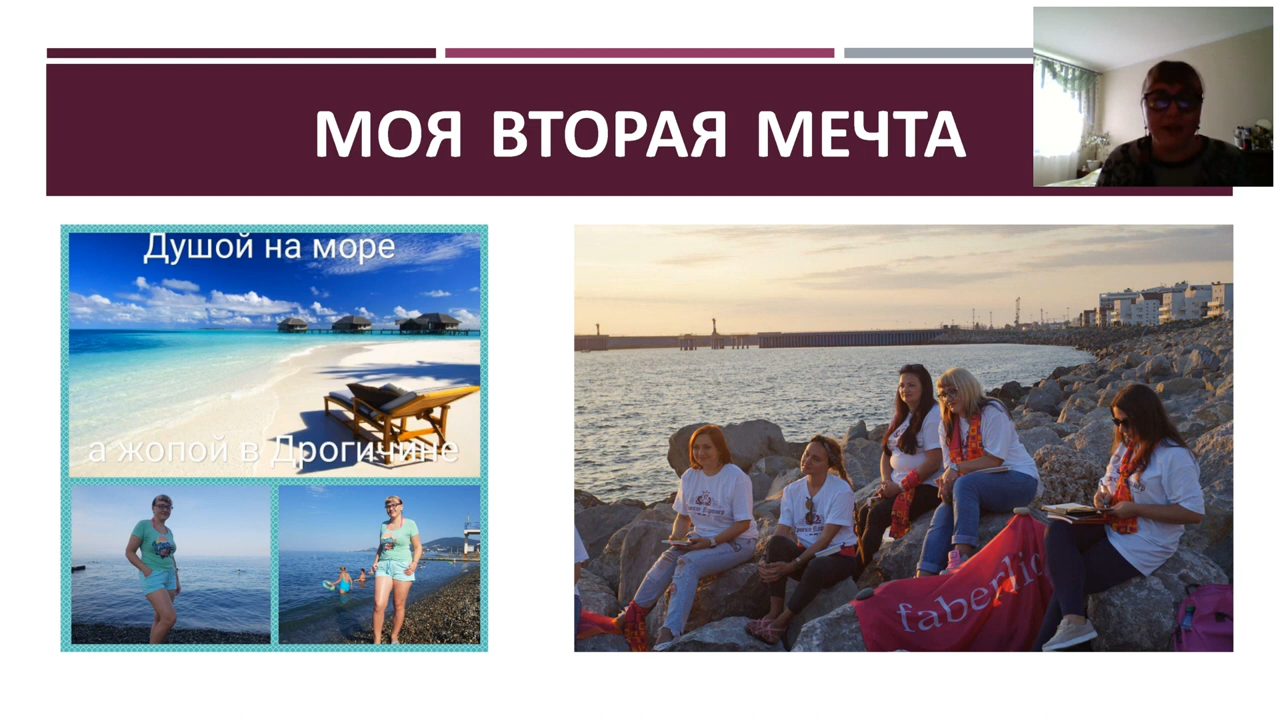 МОЯ ВТОРАЯ МЕЧТА
Душой на море
а жопой в Дрогичине
faberlic